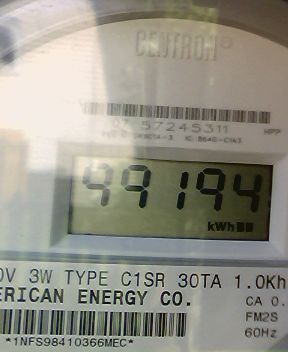 CENTRON®
57245311
HPP
99194
kWh
0V 3W TYPE C1SR 30TA 1.0Kh
ERICAN ENERGY CO.
CA 0.
FM2S
60Hz
*1NFS98410366MEC*